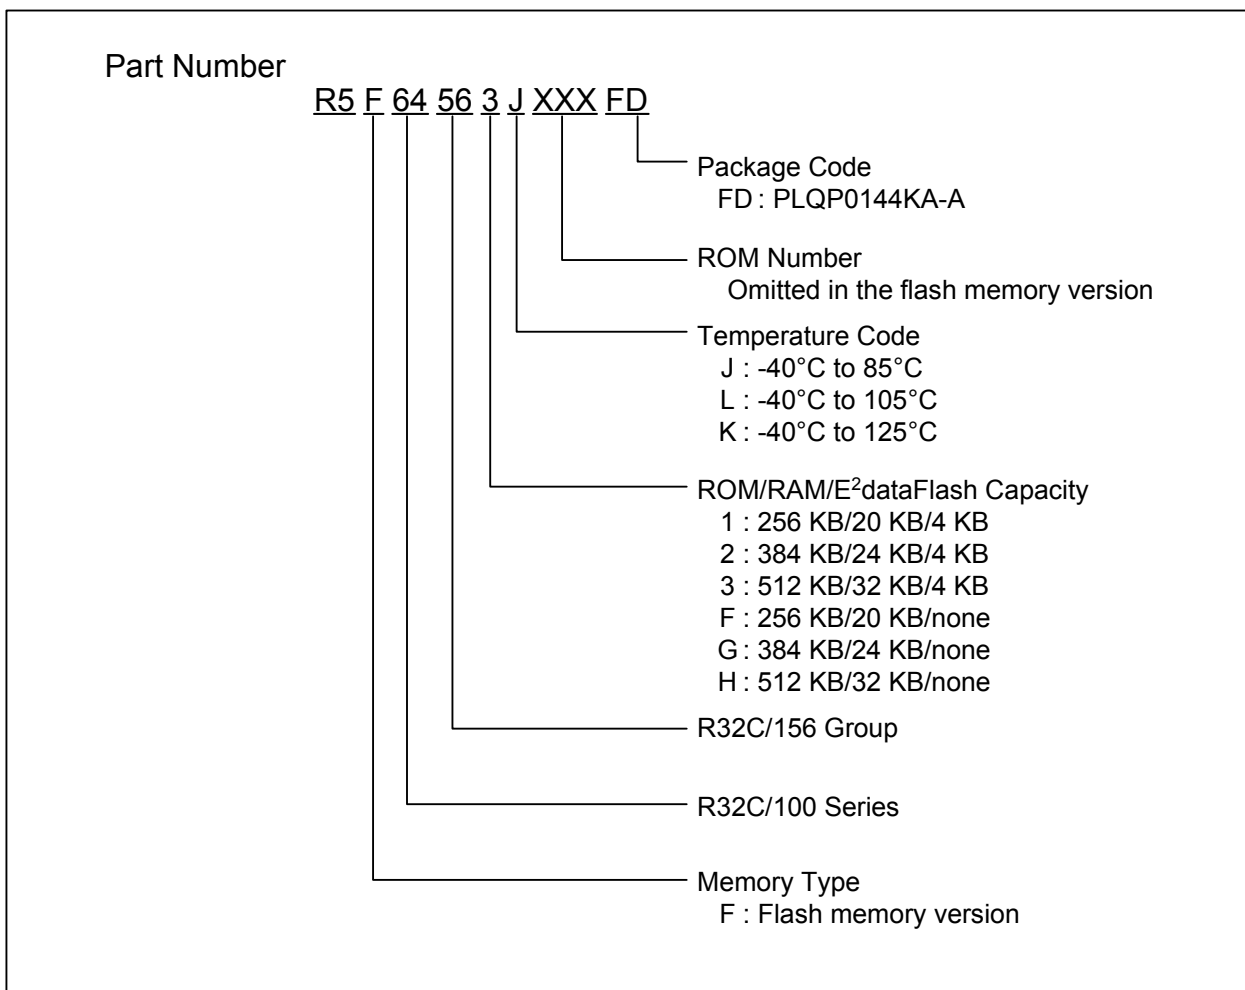 Part Number
R5 F 64 56 3 J XXX FD
Package Code
FD : PLQP0144KA-A
ROM Number
Omitted in the flash memory version
Temperature Code
J : -40°C to 85°C
L : -40°C to 105°C
K : -40°C to 125°C
ROM/RAM/E²dataFlash Capacity
1 : 256 KB/20 KB/4 KB
2 : 384 KB/24 KB/4 KB
3 : 512 KB/32 KB/4 KB
F : 256 KB/20 KB/none
G : 384 KB/24 KB/none
H : 512 KB/32 KB/none
R32C/156 Group
R32C/100 Series
Memory Type
F : Flash memory version